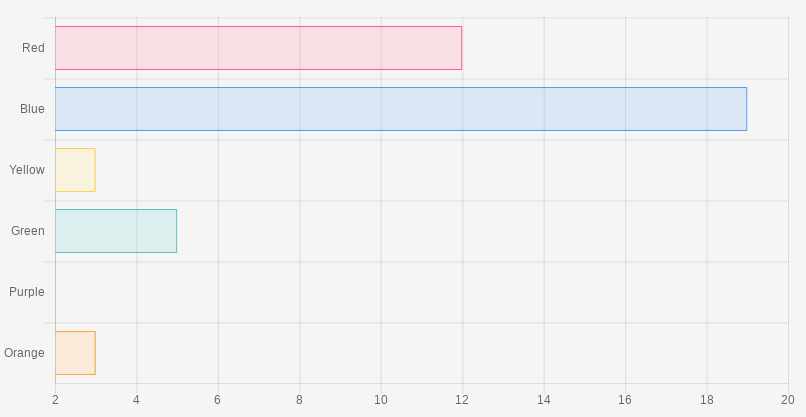 Red
Blue
Yellow
Green
Purple
Orange
2 4 6 8 10 12 14 16 18 20